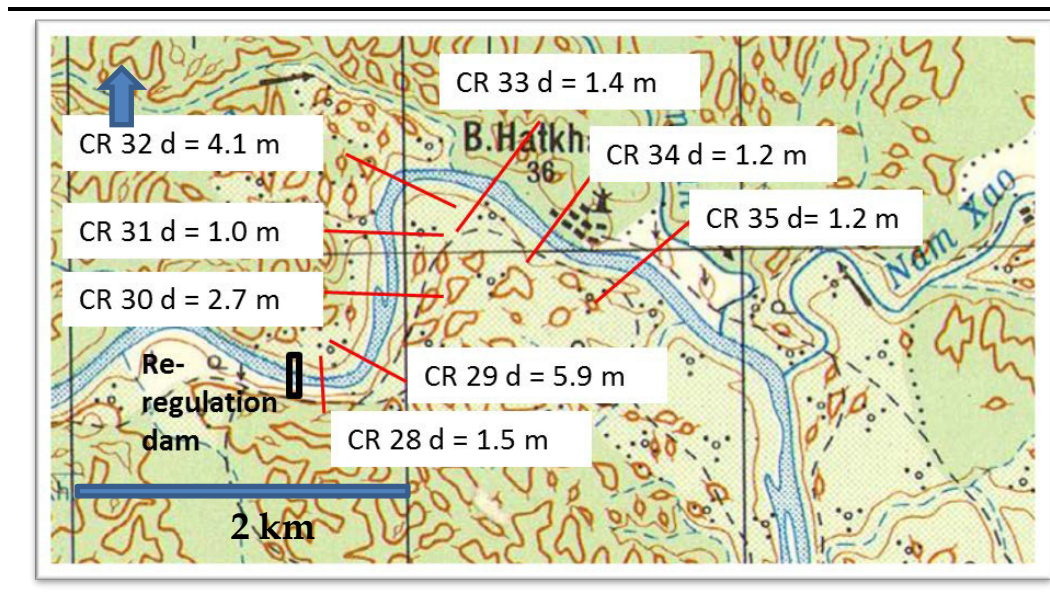 CR 33 d = 1.4 m
CR 32 d = 4.1 m
B.Hatkh
36
CR 34 d = 1.2 m
CR 31 d = 1.0 m
CR 35 d= 1.2 m
Nam Xao
CR 30 d = 2.7 m
Re-
regulation
dam
CR 29 d = 5.9 m
CR 28 d = 1.5 m
2 km